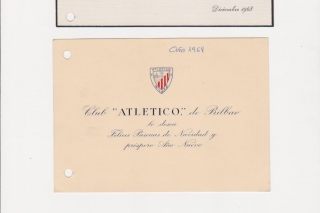 Diciembre 1968
Año 1968
Club "ATLETICO," de Bilbao
le desea
Felices Pascuas de Navidad y
próspero Año Nuevo